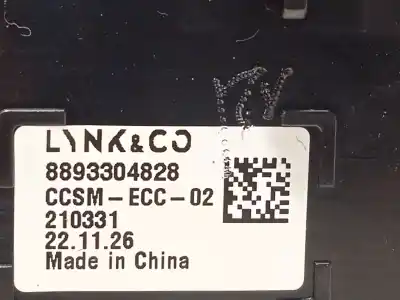 LYNK&CO
8893304828
CCSM-ECC-02
210331
22.11.26
Made in China